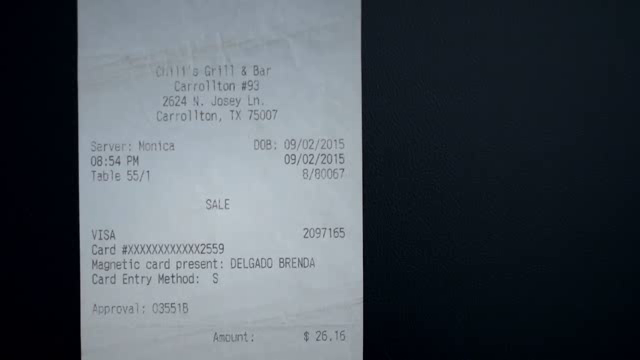 Chili's Grill & Bar
Carrollton #93
2624 N. Josey Ln.
Carrollton, TX 75007
Server: Monica DOB: 09/02/2015
08:54 PM 09/02/2015
Table 55/1 8/80067
SALE
VISA 2097165
Card #XXXXXXXXXXXX2559
Magnetic card present: DELGADO BRENDA
Card Entry Method: S
Approval: 03551B
Amount: $ 26.16